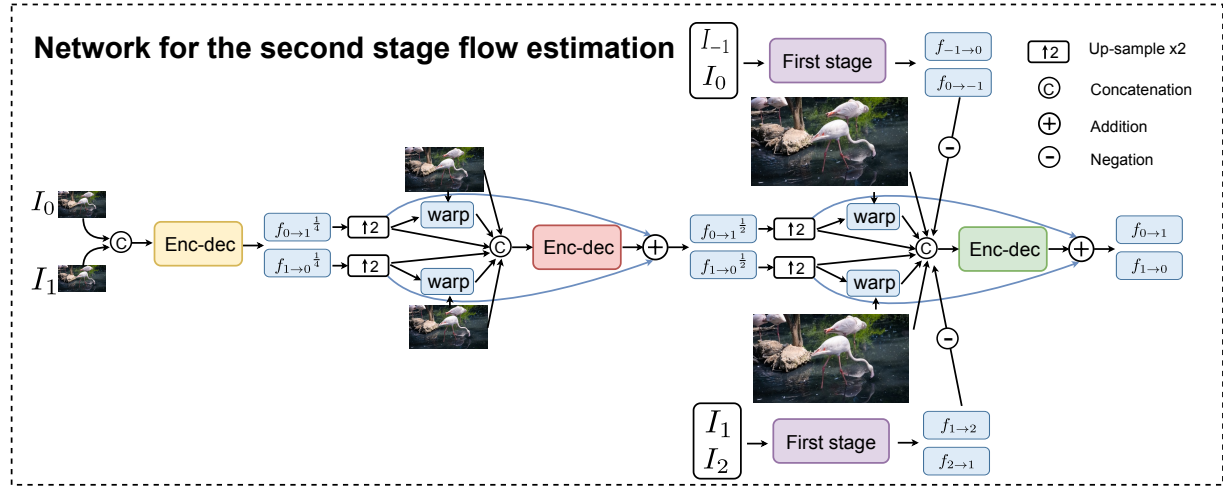 Network for the second stage flow estimation
I₋₁
I₀
First stage
f₋₁→₀
f₀→₋₁
↑2 Up-sample x2
C Concatenation
+ Addition
− Negation
−
I₀
I₁
C
Enc-dec
f₀→₁^¼
f₁→₀^¼
↑2
↑2
warp
warp
C
Enc-dec
+
f₀→₁^½
f₁→₀^½
↑2
↑2
warp
warp
C
Enc-dec
+
f₀→₁
f₁→₀
−
I₁
I₂
First stage
f₁→₂
f₂→₁